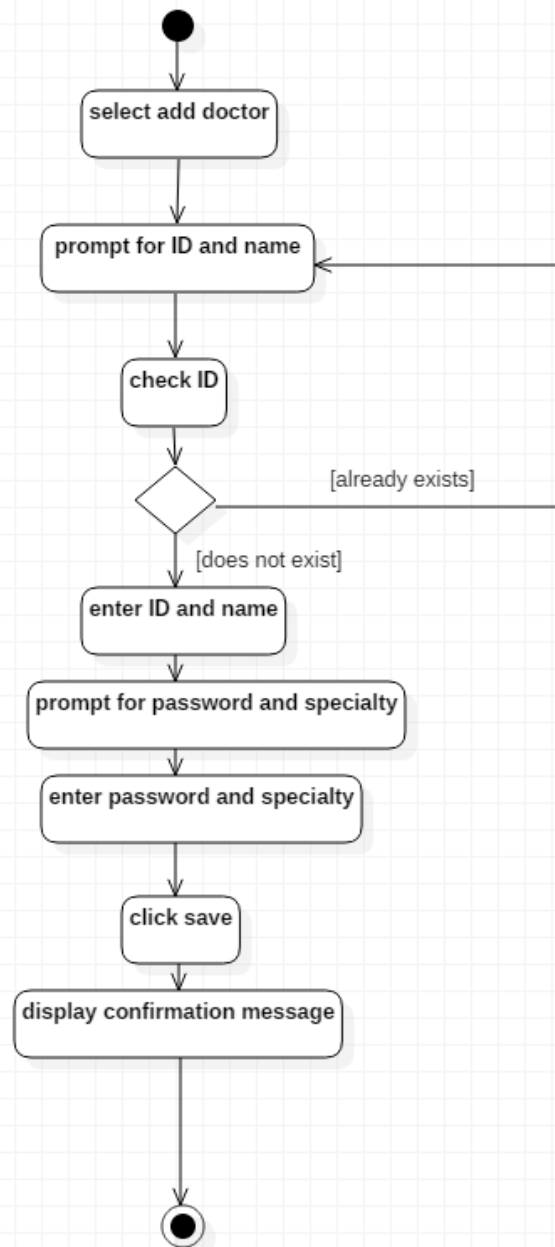 select add doctor
prompt for ID and name
check ID
[already exists]
[does not exist]
enter ID and name
prompt for password and specialty
enter password and specialty
click save
display confirmation message